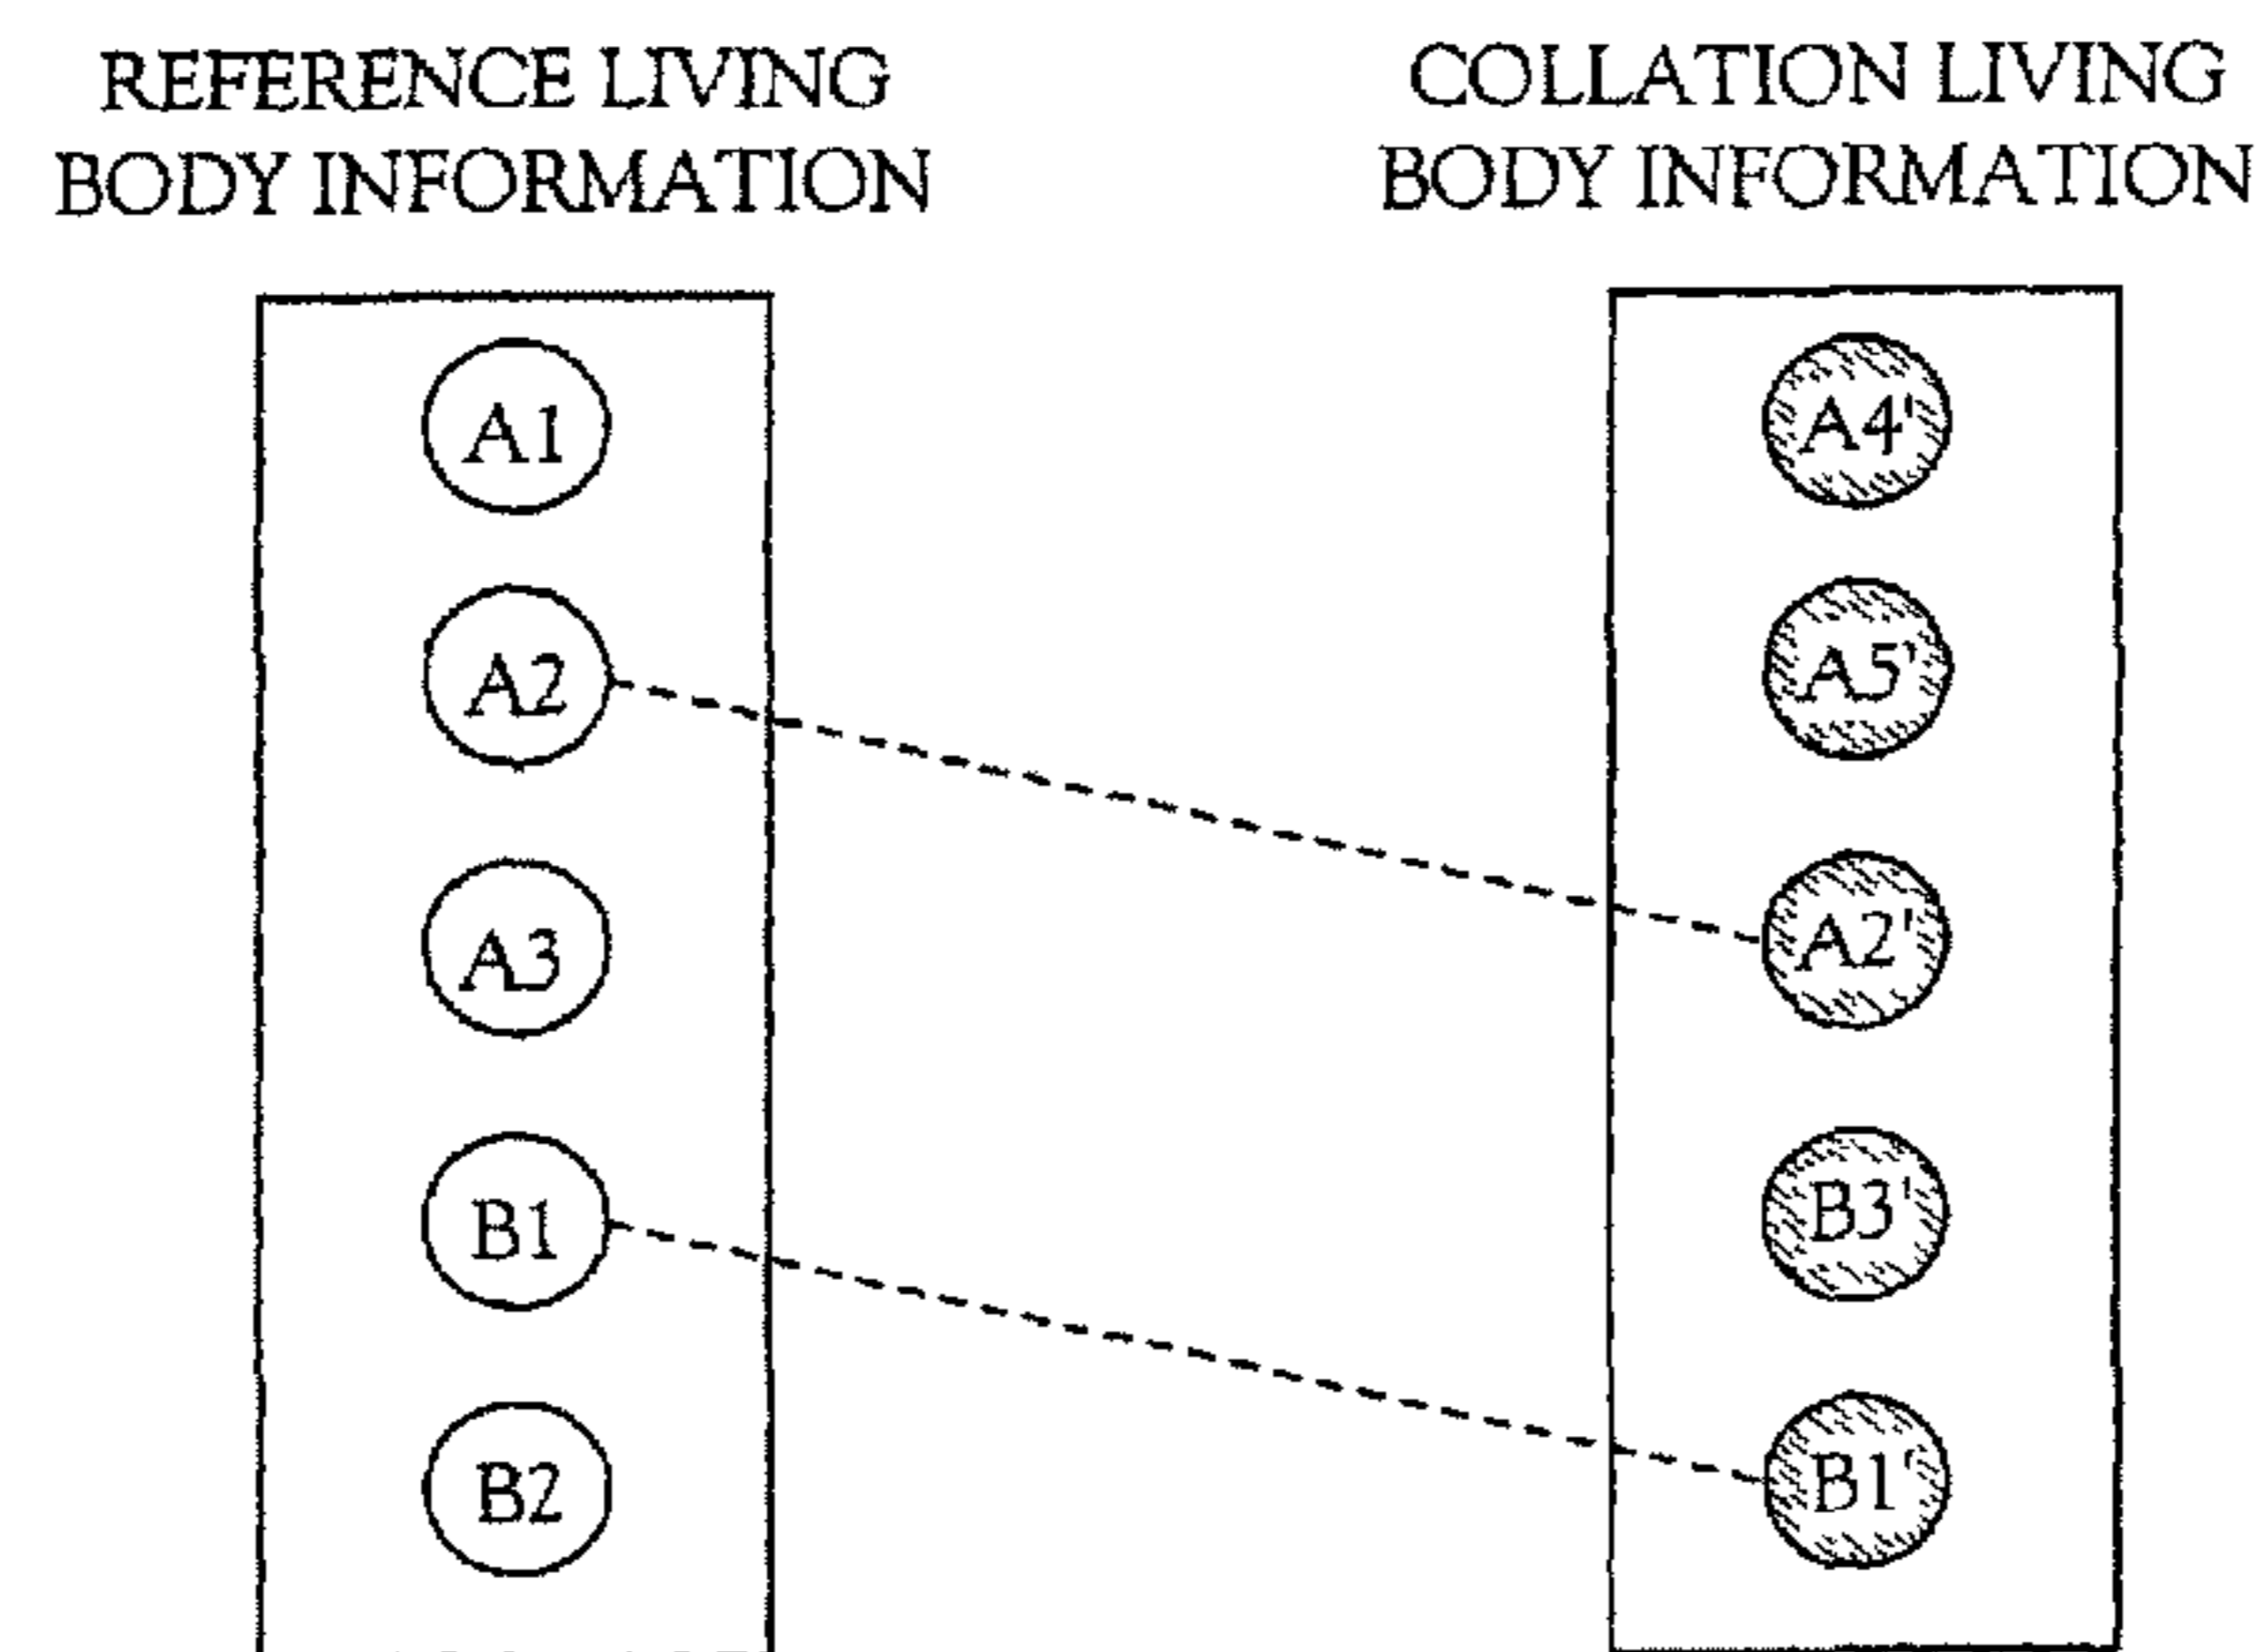 REFERENCE LIVING
BODY INFORMATION
COLLATION LIVING
BODY INFORMATION
A1
A2
A3
B1
B2
A4'
A5'
A2'
B3'
B1'